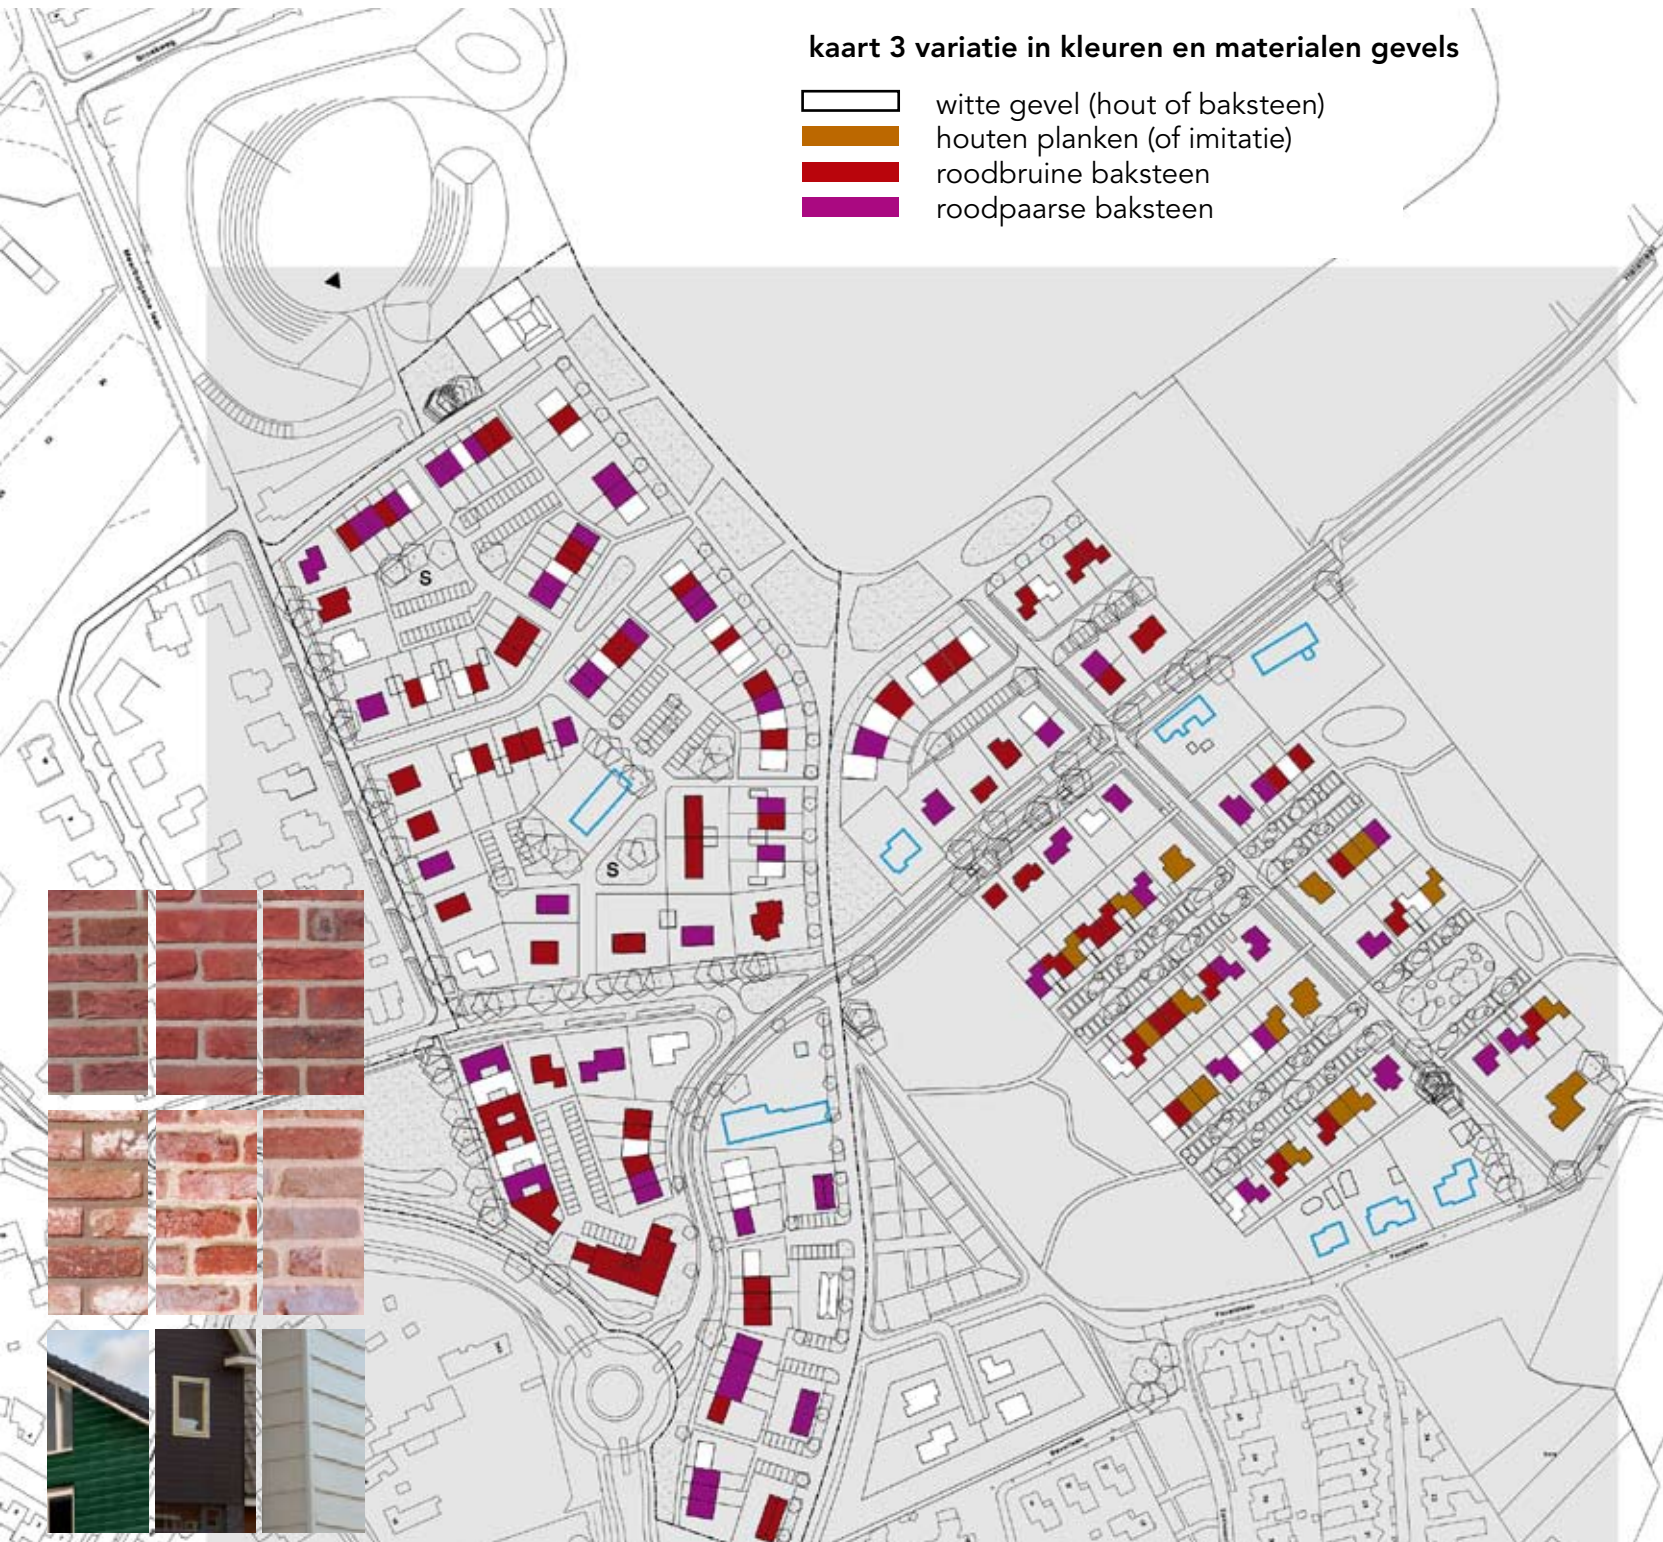 kaart 3 variatie in kleuren en materialen gevels
witte gevel (hout of baksteen)
houten planken (of imitatie)
roodbruine baksteen
roodpaarse baksteen
S
S